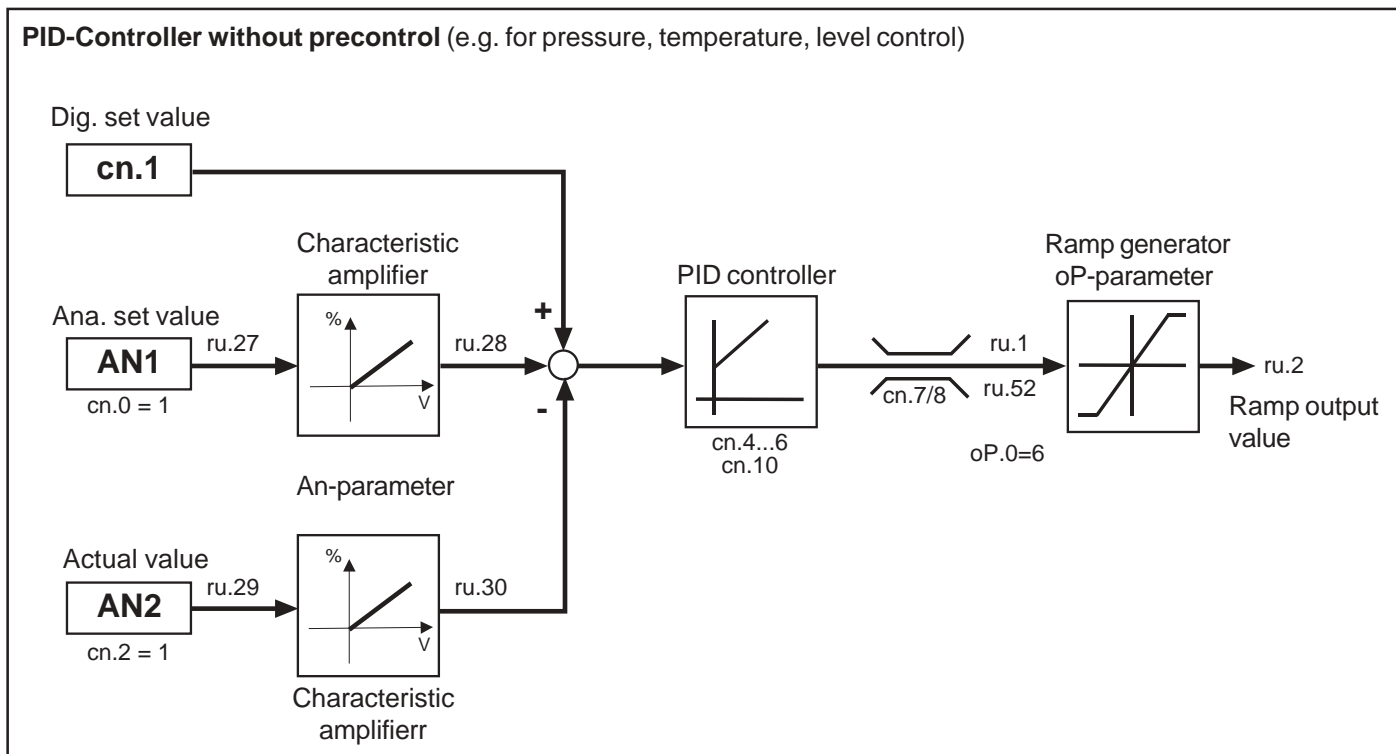 PID-Controller without precontrol (e.g. for pressure, temperature, level control)
Dig. set value
cn.1
Characteristic
amplifier
Ana. set value
AN1
cn.0 = 1
ru.27
%
V
ru.28
+
-
PID controller
cn.4...6
cn.10
cn.7/8
ru.1
ru.52
Ramp generator
oP-parameter
oP.0=6
ru.2
Ramp output
value
An-parameter
Actual value
AN2
cn.2 = 1
ru.29
%
V
ru.30
Characteristic
amplifierr